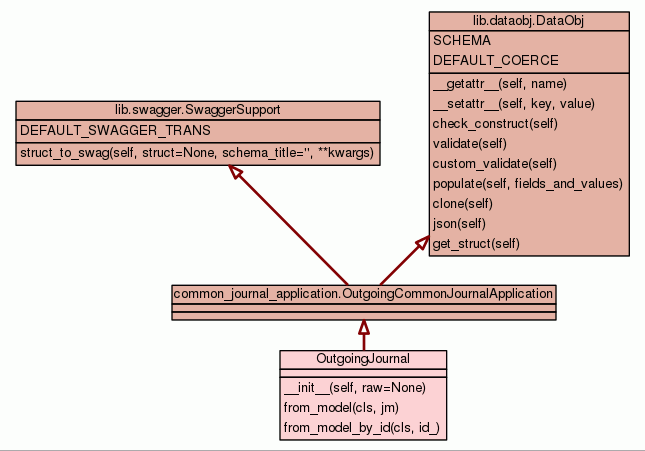 lib.dataobj.DataObj
SCHEMA
DEFAULT_COERCE
__getattr__(self, name)
__setattr__(self, key, value)
check_construct(self)
validate(self)
custom_validate(self)
populate(self, fields_and_values)
clone(self)
json(self)
get_struct(self)
lib.swagger.SwaggerSupport
DEFAULT_SWAGGER_TRANS
struct_to_swag(self, struct=None, schema_title='', **kwargs)
common_journal_application.OutgoingCommonJournalApplication
OutgoingJournal
__init__(self, raw=None)
from_model(cls, jm)
from_model_by_id(cls, id_)